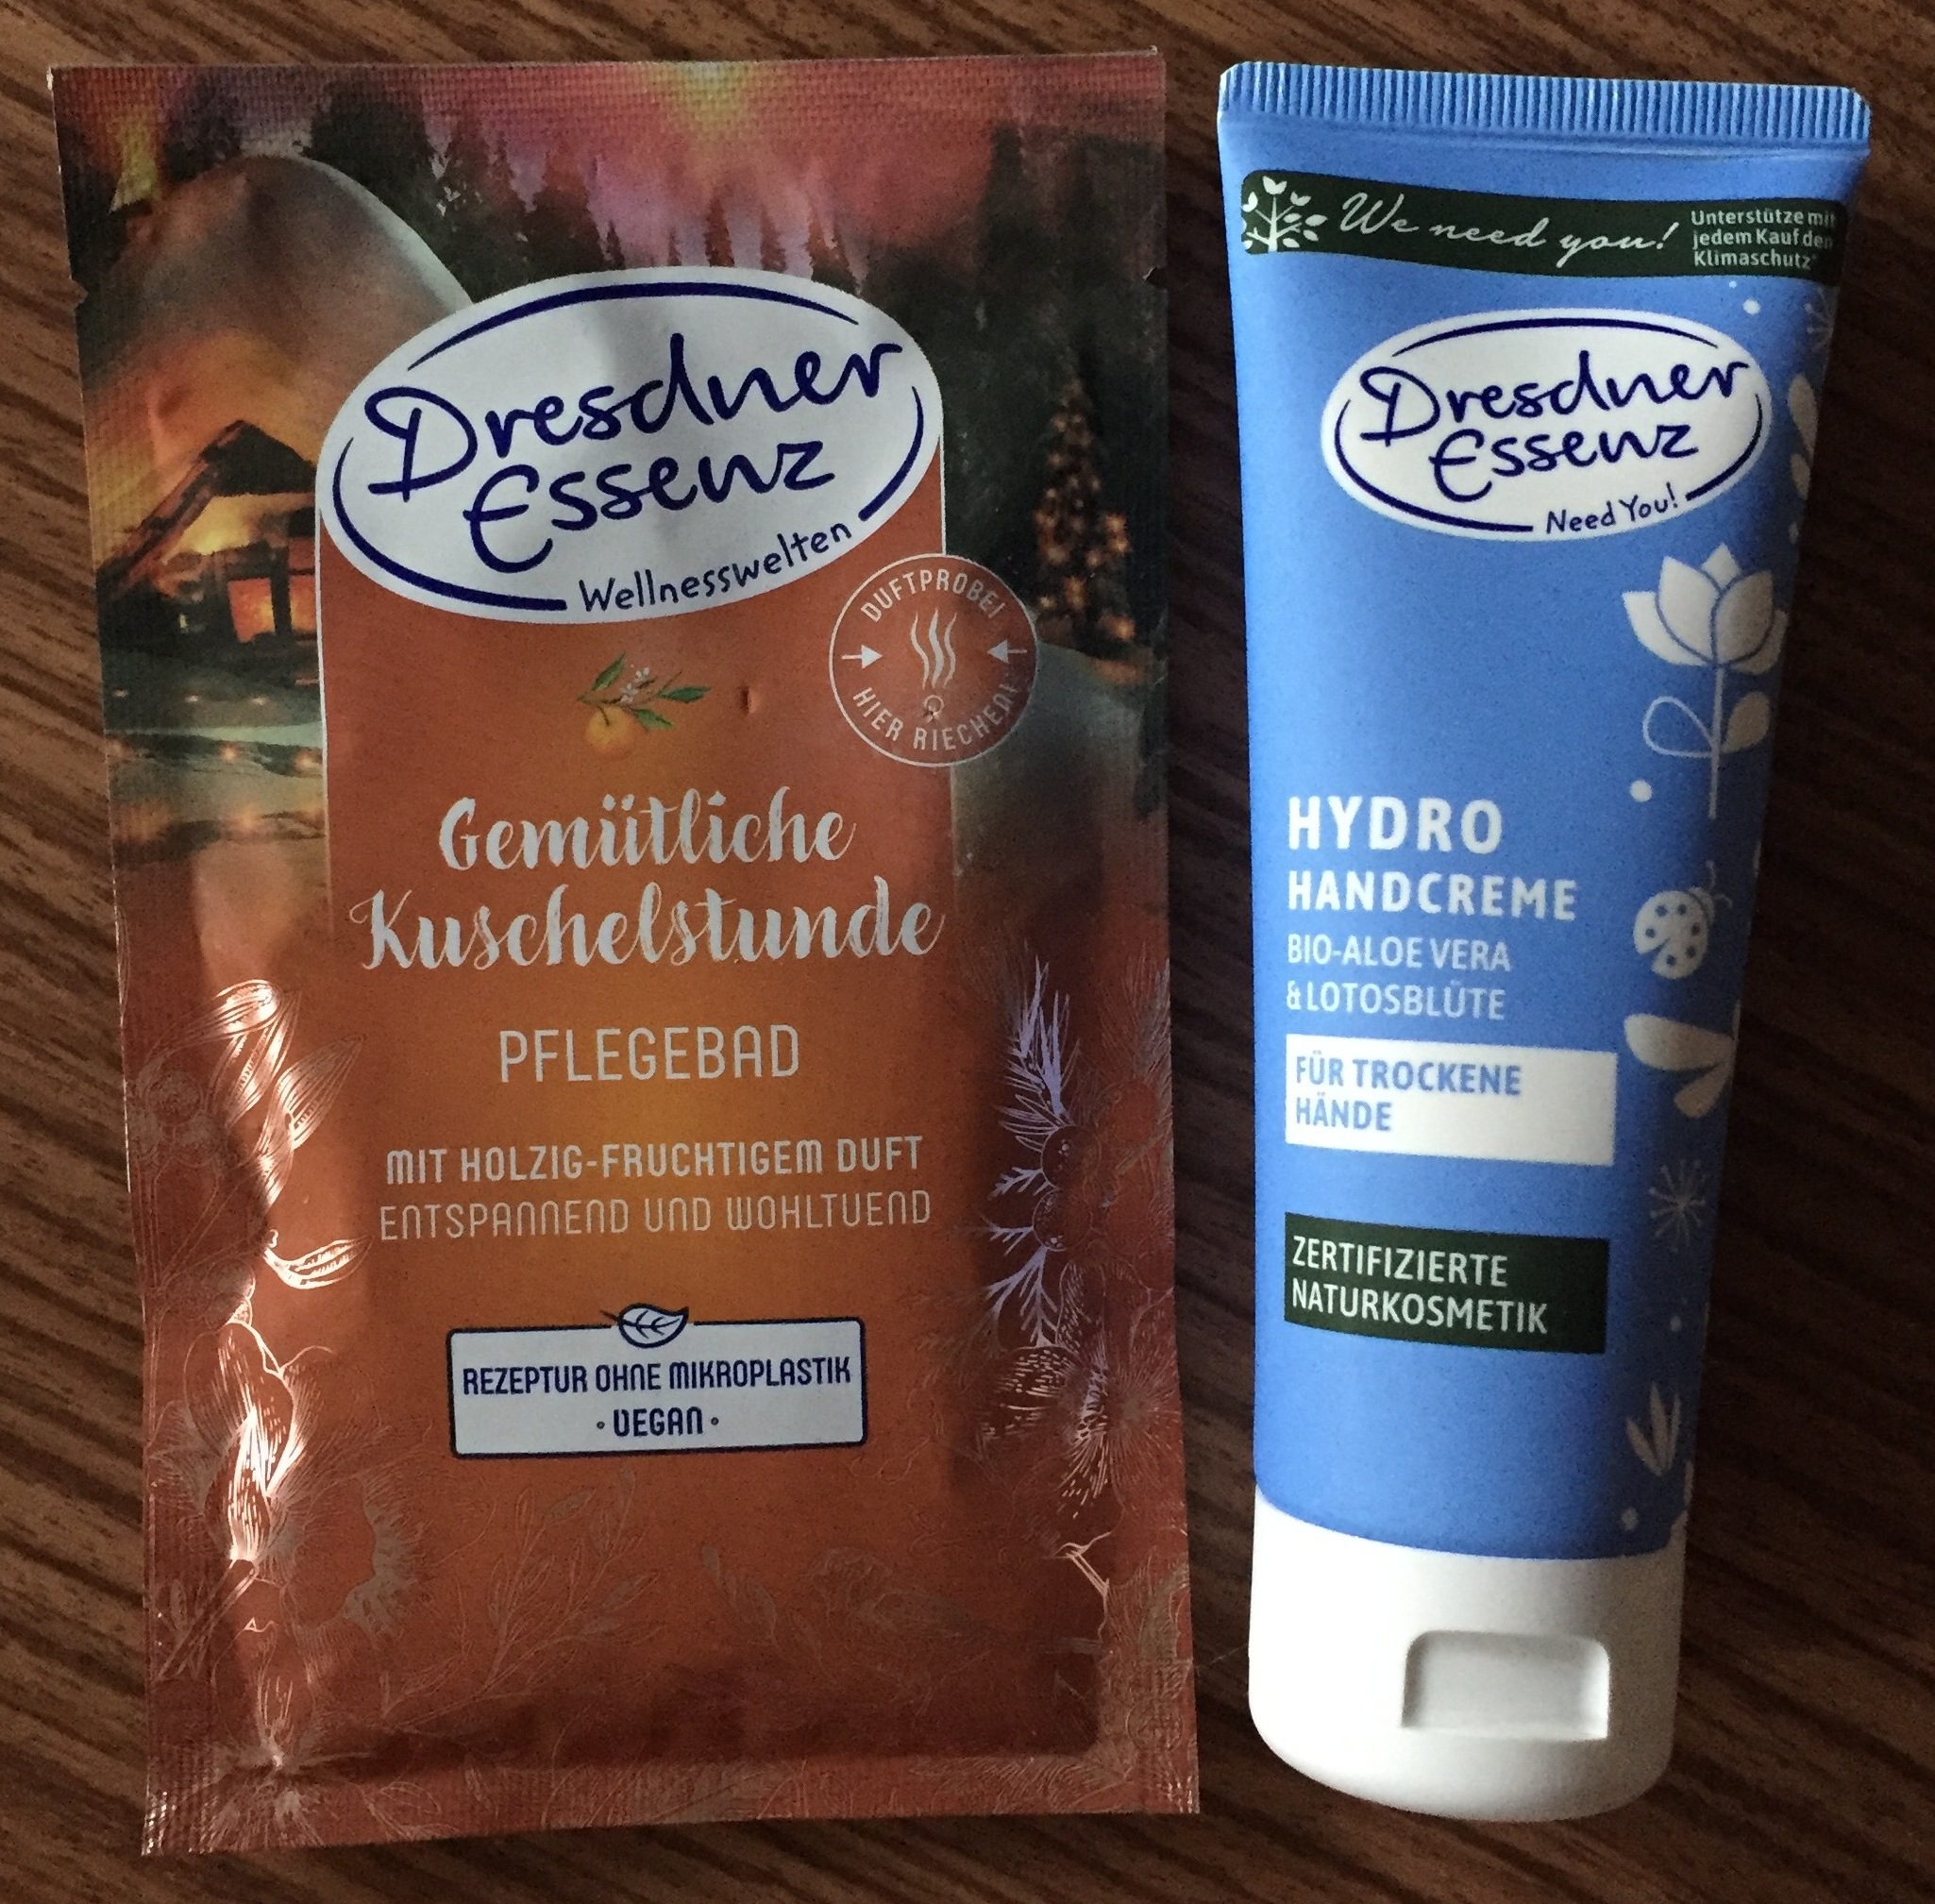 Dresdner
Essenz
Wellnesswelten
DUFTPROBE!
HIER RIECHEN!
Gemütliche
Kuschelstunde
PFLEGEBAD
MIT HOLZIG-FRUCHTIGEM DUFT
ENTSPANNEND UND WOHLTUEND
REZEPTUR OHNE MIKROPLASTIK
• VEGAN •
We need you!
Unterstütze mit
jedem Kauf den
Klimaschutz*
Dresdner
Essenz
Need You!
HYDRO
HANDCREME
BIO-ALOE VERA
& LOTOSBLÜTE
FÜR TROCKENE
HÄNDE
ZERTIFIZIERTE
NATURKOSMETIK